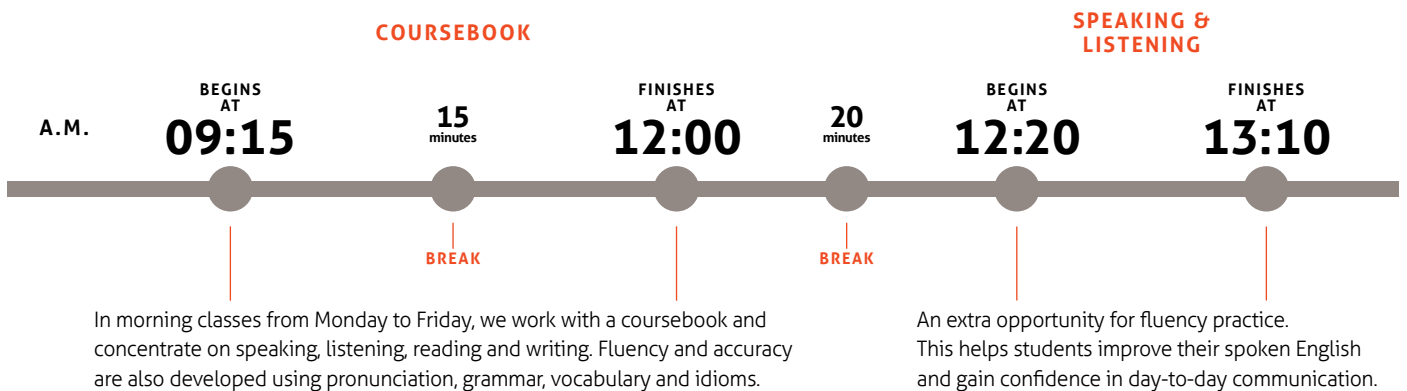 COURSEBOOK
SPEAKING &
LISTENING
A.M.
BEGINS
AT
09:15
15
minutes
FINISHES
AT
12:00
20
minutes
BEGINS
AT
12:20
FINISHES
AT
13:10
BREAK
BREAK
In morning classes from Monday to Friday, we work with a coursebook and
concentrate on speaking, listening, reading and writing. Fluency and accuracy
are also developed using pronunciation, grammar, vocabulary and idioms.
An extra opportunity for fluency practice.
This helps students improve their spoken English
and gain confidence in day-to-day communication.